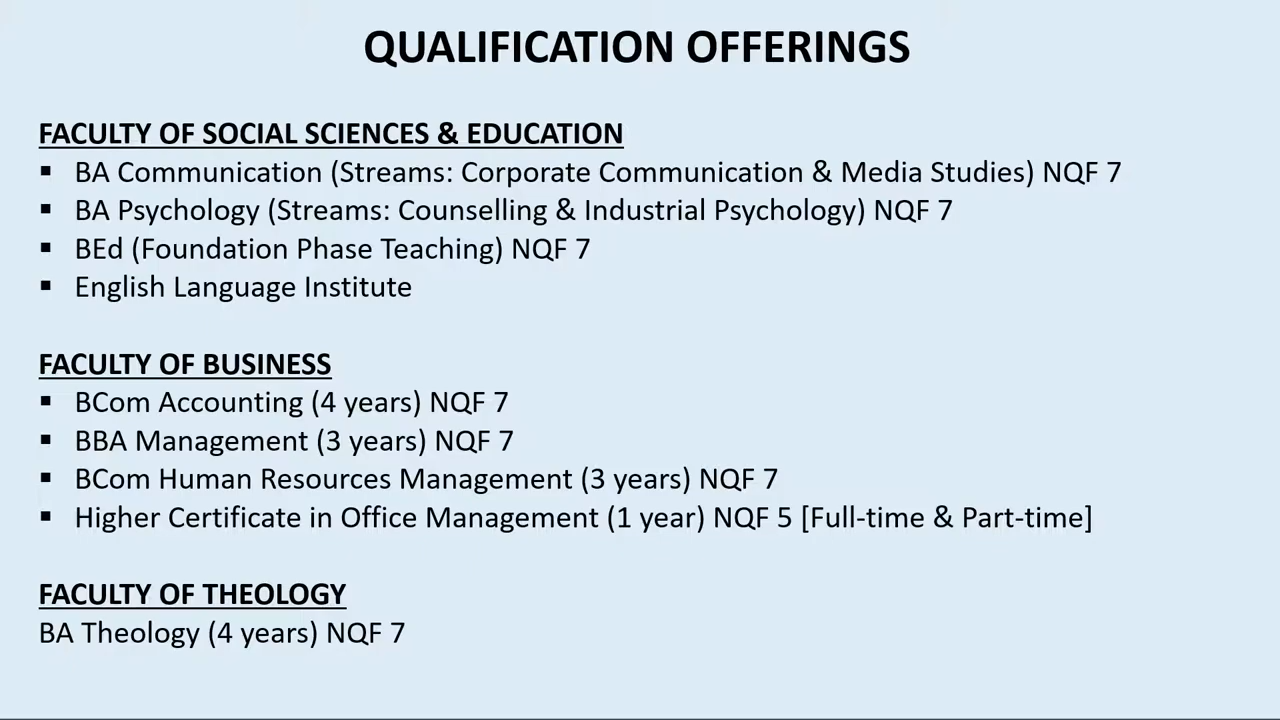 QUALIFICATION OFFERINGS
FACULTY OF SOCIAL SCIENCES & EDUCATION
▪ BA Communication (Streams: Corporate Communication & Media Studies) NQF 7
▪ BA Psychology (Streams: Counselling & Industrial Psychology) NQF 7
▪ BEd (Foundation Phase Teaching) NQF 7
▪ English Language Institute
FACULTY OF BUSINESS
▪ BCom Accounting (4 years) NQF 7
▪ BBA Management (3 years) NQF 7
▪ BCom Human Resources Management (3 years) NQF 7
▪ Higher Certificate in Office Management (1 year) NQF 5 [Full-time & Part-time]
FACULTY OF THEOLOGY
BA Theology (4 years) NQF 7